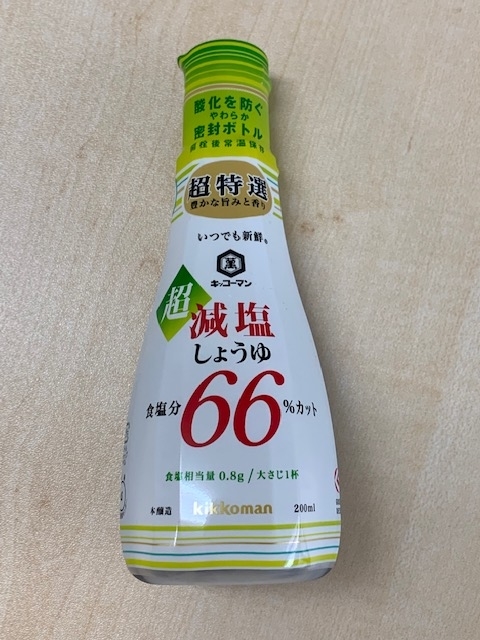 酸化を防ぐ
やわらか
密封ボトル
開栓後常温保存
超特選
豊かな旨みと香り
いつでも新鮮®
萬
キッコーマン
超
減塩
しょうゆ
食塩分66%カット
食塩相当量 0.8g / 大さじ1杯
本醸造 kikkoman 200ml